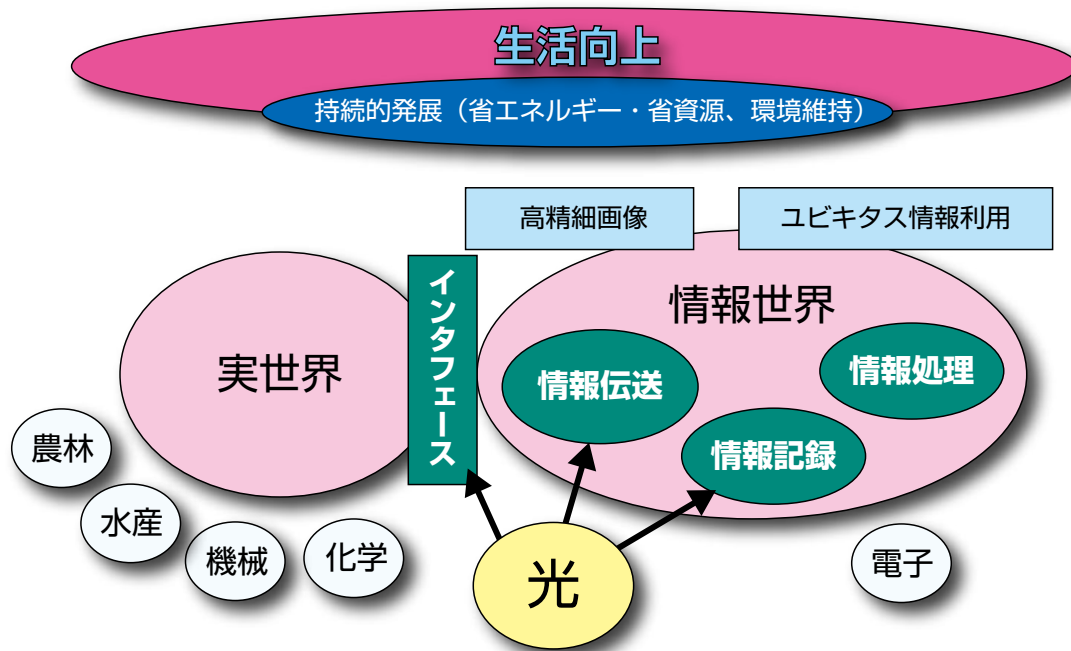 生活向上
持続的発展（省エネルギー・省資源、環境維持）
高精細画像
ユビキタス情報利用
インタフェース
情報世界
実世界
情報伝送
情報処理
情報記録
農林
水産
機械
化学
光
電子